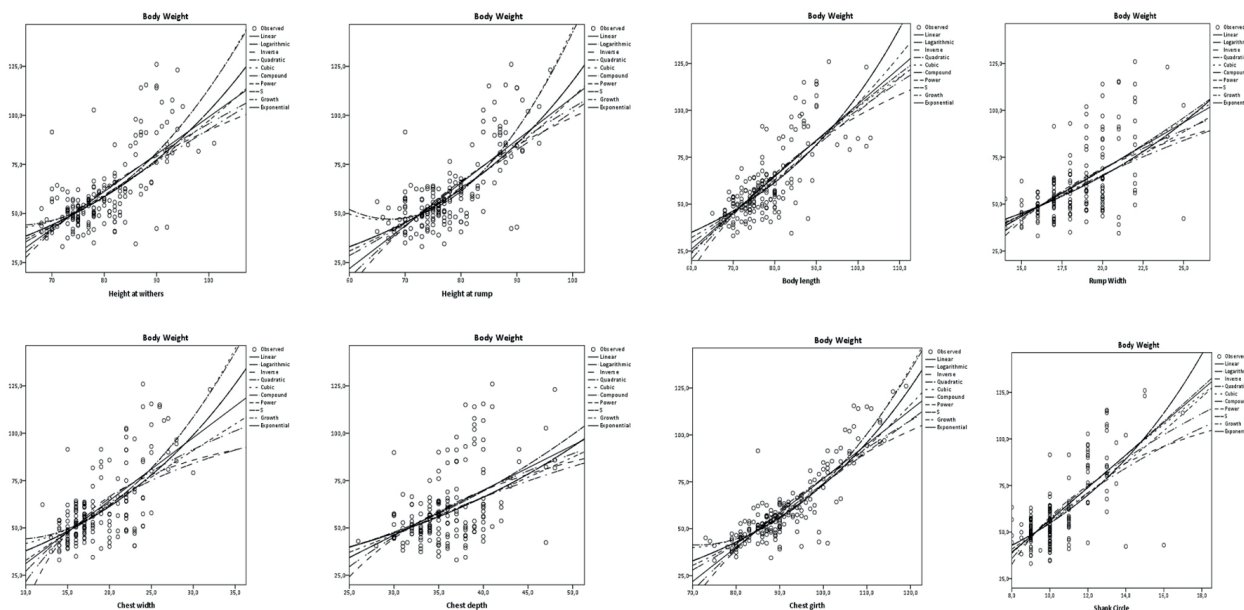 Body Weight
125,0
100,0
75,0
50,0
25,0
70
80
90
100
Height at withers
Observed
Linear
Logarithmic
Inverse
Quadratic
Cubic
Compound
Power
S
Growth
Exponential
Body Weight
125,0
100,0
75,0
50,0
25,0
60
70
80
90
100
Height at rump
Observed
Linear
Logarithmic
Inverse
Quadratic
Cubic
Compound
Power
S
Growth
Exponential
Body Weight
125,0
100,0
75,0
50,0
25,0
60,0
70,0
80,0
90,0
100,0
110,0
Body length
Observed
Linear
Logarithmic
Inverse
Quadratic
Cubic
Compound
Power
S
Growth
Exponential
Body Weight
125,0
100,0
75,0
50,0
25,0
15,0
17,5
20,0
22,5
25,0
Rump Width
Observe
Linear
Logarith
Inverse
Quadrat
Cubic
Compou
Power
S
Growth
Exponen
Body Weight
125,0
100,0
75,0
50,0
25,0
10,0
15,0
20,0
25,0
30,0
35,0
Chest width
Observed
Linear
Logarithmic
Inverse
Quadratic
Cubic
Compound
Power
S
Growth
Exponential
Body Weight
125,0
100,0
75,0
50,0
25,0
25,0
30,0
35,0
40,0
45,0
50,0
Chest depth
Observed
Linear
Logarithmic
Inverse
Quadratic
Cubic
Compound
Power
S
Growth
Exponential
Body Weight
125,0
100,0
75,0
50,0
25,0
70,0
80,0
90,0
100,0
110,0
120,0
Chest girth
Observed
Linear
Logarithmic
Inverse
Quadratic
Cubic
Compound
Power
S
Growth
Exponential
Body Weight
125,0
100,0
75,0
50,0
25,0
8,0
10,0
12,0
14,0
16,0
18,0
Shank Circle
Observe
Linear
Logarith
Inverse
Quadrat
Cubic
Compou
Power
S
Growth
Exponen